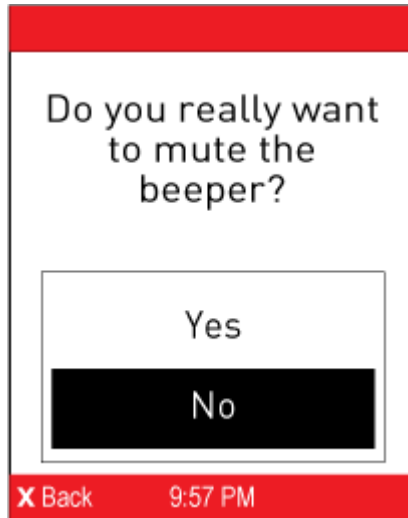 Do you really want
to mute the
beeper?
Yes
No
X Back 9:57 PM